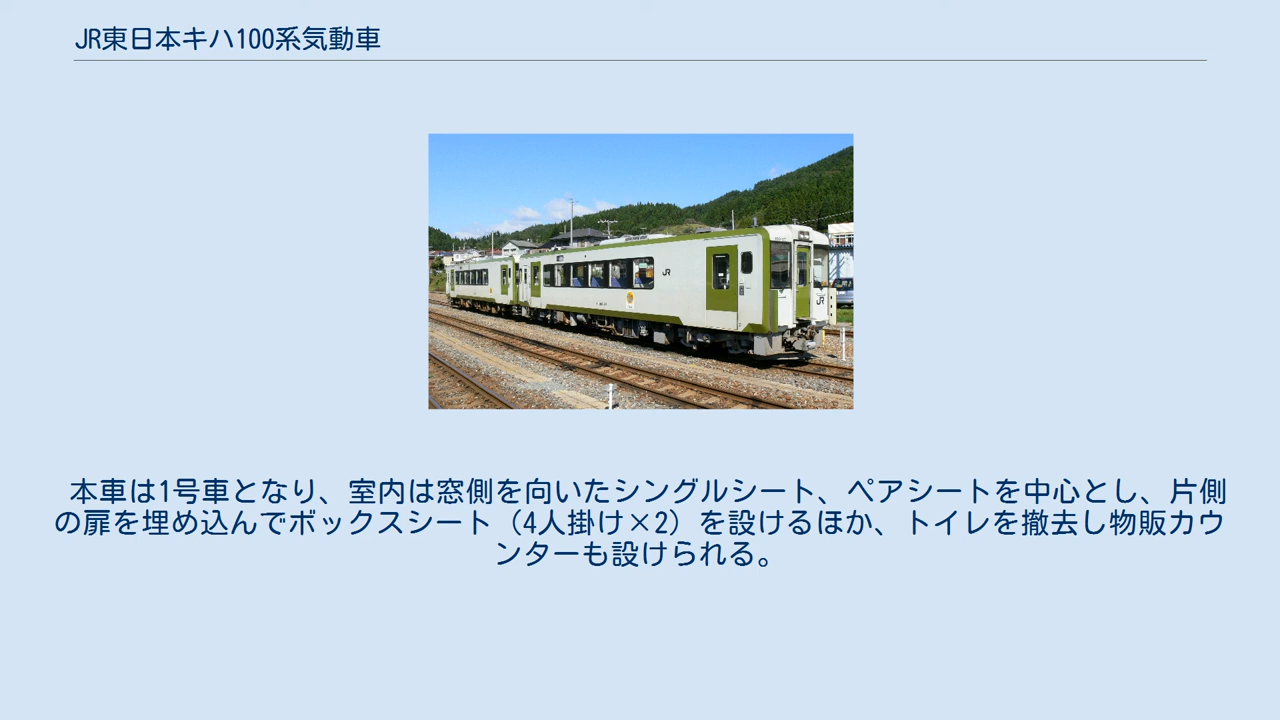 JR東日本キハ100系気動車
JR
JR
本車は1号車となり、室内は窓側を向いたシングルシート、ペアシートを中心とし、片側
の扉を埋め込んでボックスシート（4人掛け×2）を設けるほか、トイレを撤去し物販カウ
ンターも設けられる。